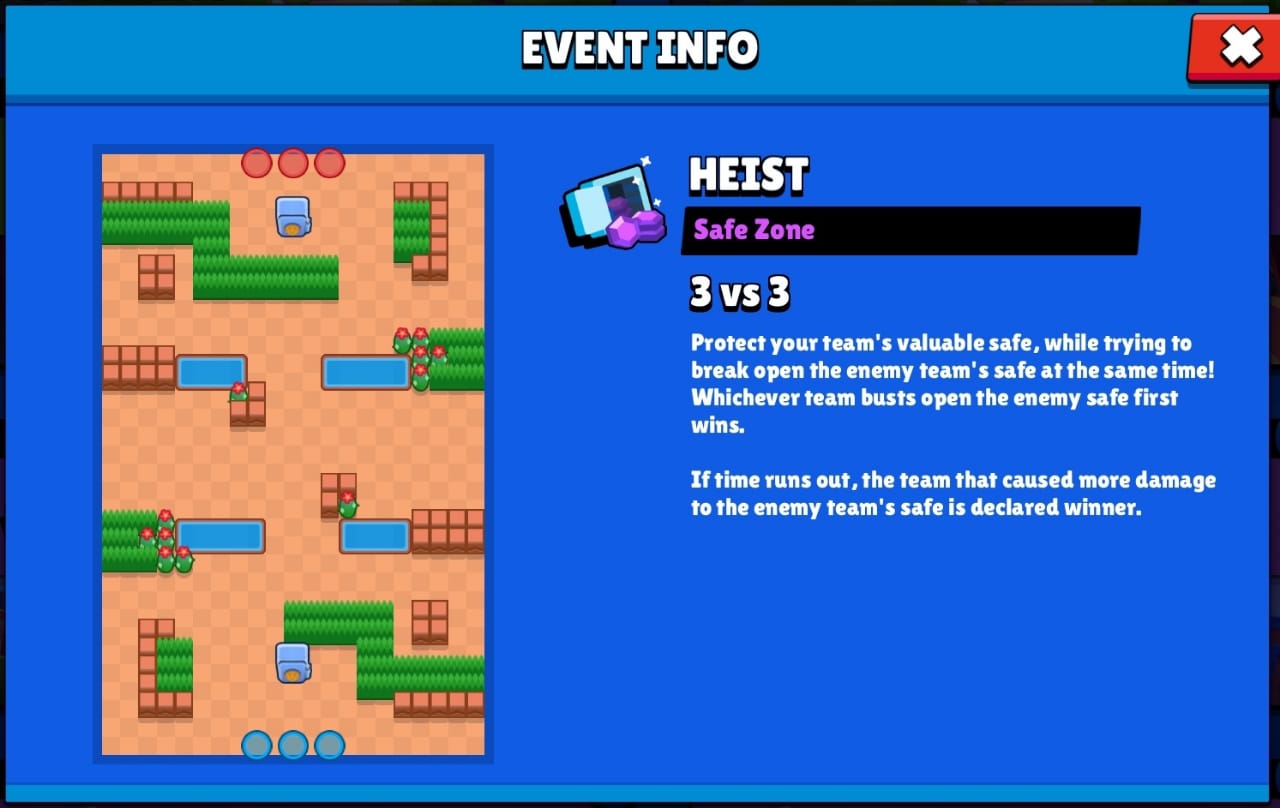 EVENT INFO
HEIST
Safe Zone
3 vs 3
Protect your team's valuable safe, while trying to
break open the enemy team's safe at the same time!
Whichever team busts open the enemy safe first
wins.
If time runs out, the team that caused more damage
to the enemy team's safe is declared winner.